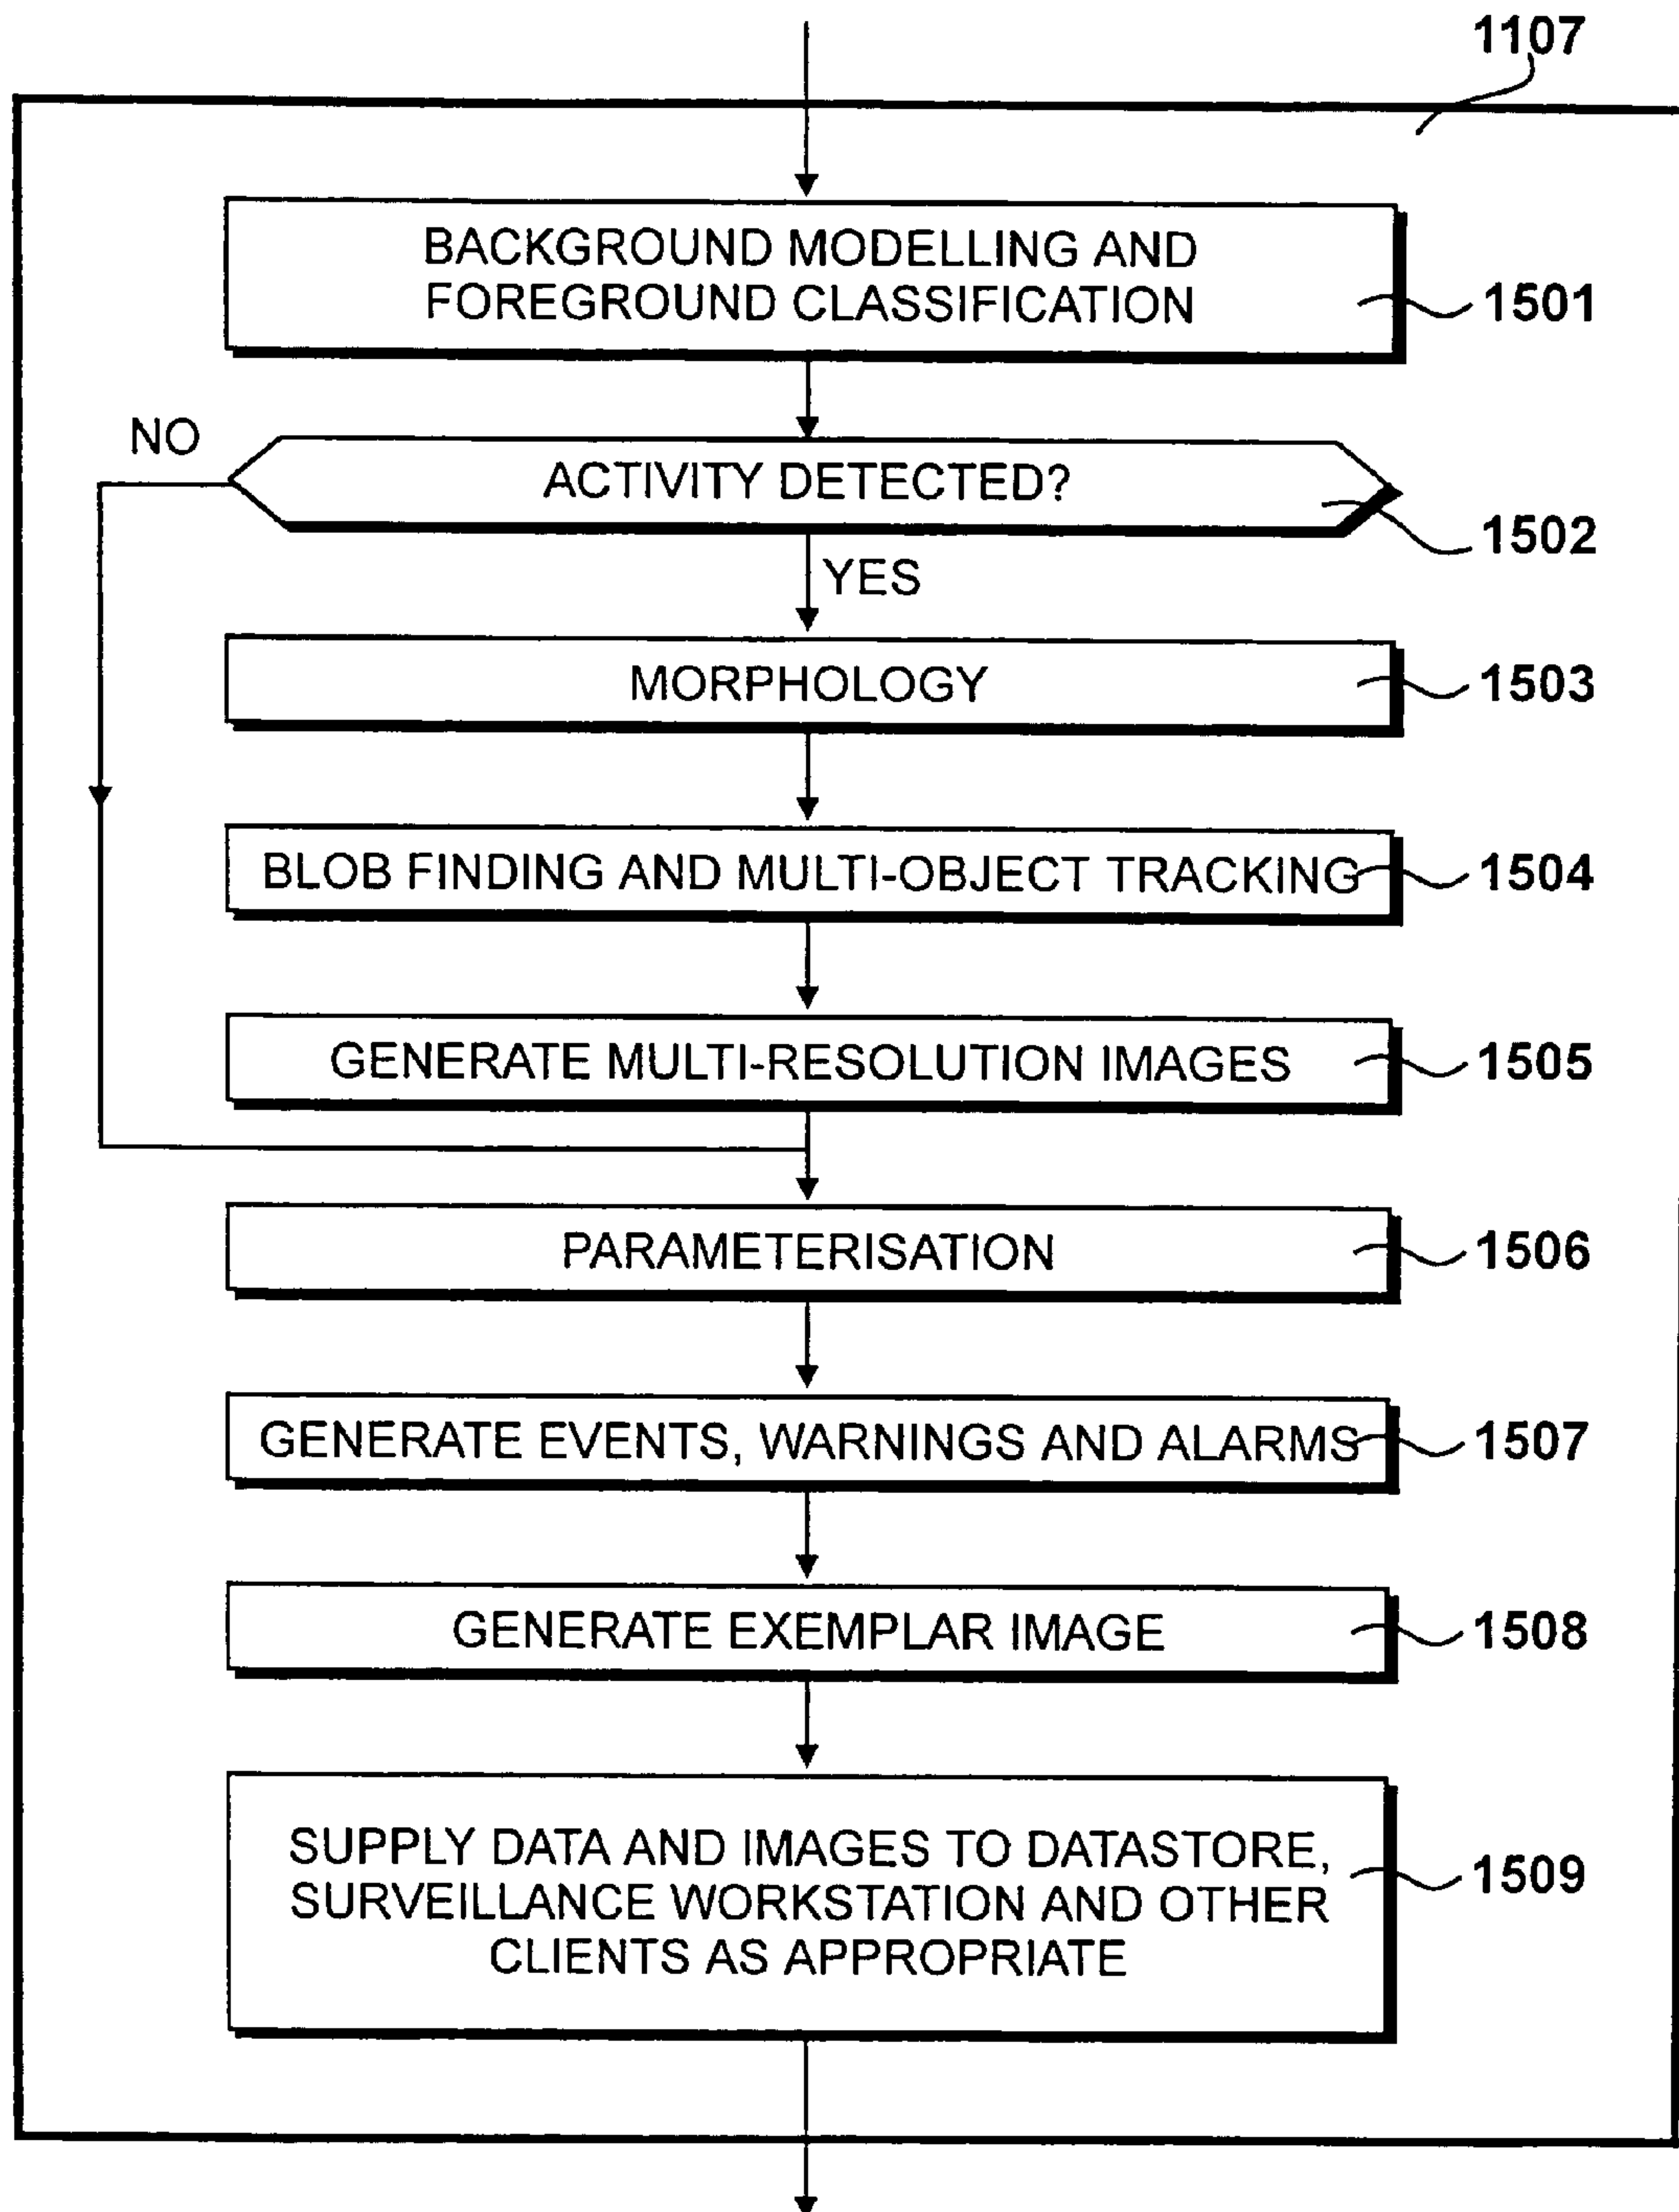 1107
BACKGROUND MODELLING AND
FOREGROUND CLASSIFICATION
1501
NO
ACTIVITY DETECTED?
1502
YES
MORPHOLOGY
1503
BLOB FINDING AND MULTI-OBJECT TRACKING
1504
GENERATE MULTI-RESOLUTION IMAGES
1505
PARAMETERISATION
1506
GENERATE EVENTS, WARNINGS AND ALARMS
1507
GENERATE EXEMPLAR IMAGE
1508
SUPPLY DATA AND IMAGES TO DATASTORE,
SURVEILLANCE WORKSTATION AND OTHER
CLIENTS AS APPROPRIATE
1509